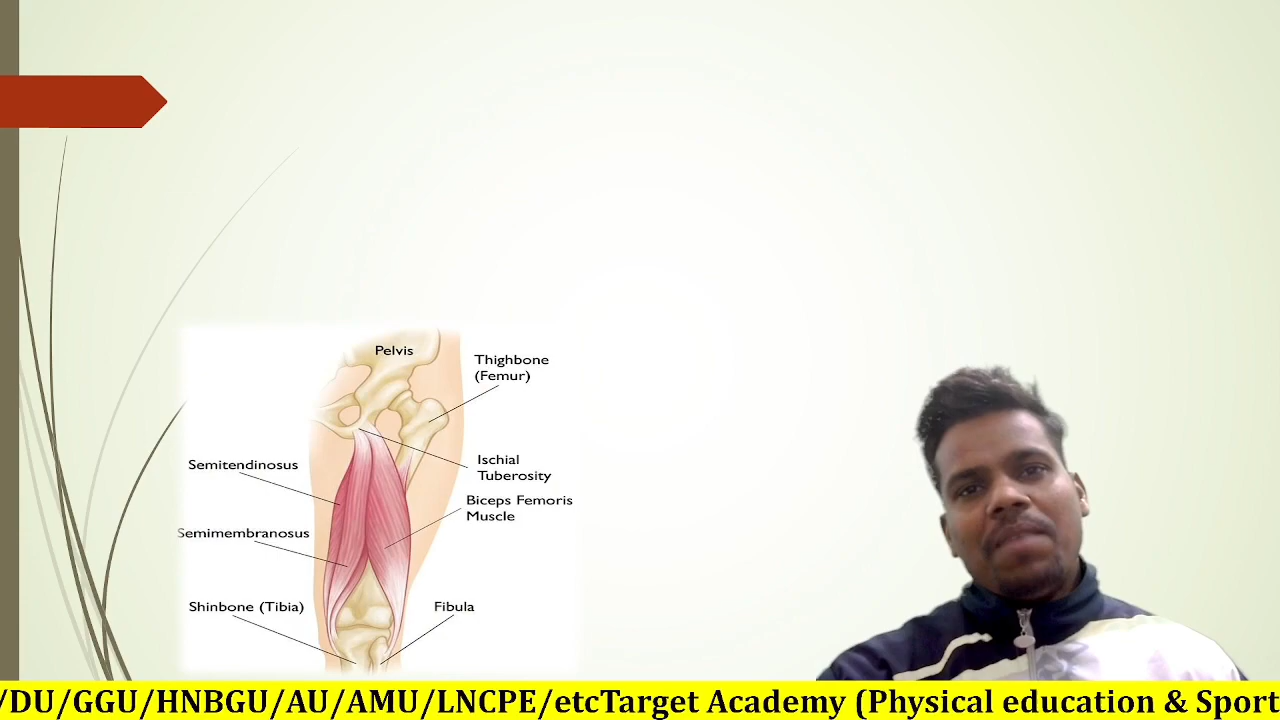 Pelvis
Thighbone
(Femur)
Semitendinosus
Ischial
Tuberosity
Biceps Femoris
Muscle
Semimembranosus
Shinbone (Tibia)
Fibula
/DU/GGU/HNBGU/AU/AMU/LNCPE/etcTarget Academy (Physical education & Sport